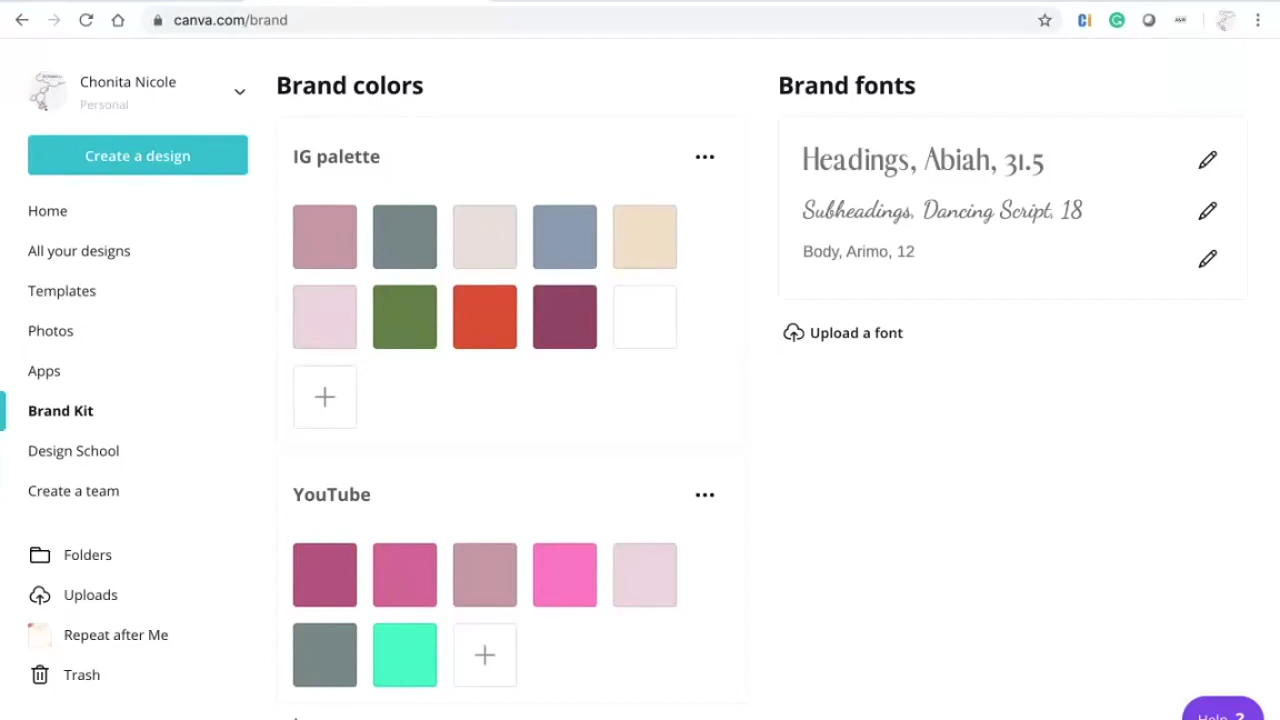 canva.com/brand
Chonita Nicole
Personal
Create a design
Home
All your designs
Templates
Photos
Apps
Brand Kit
Design School
Create a team
Folders
Uploads
Repeat after Me
Trash
Brand colors
IG palette
YouTube
Brand fonts
Headings, Abiah, 31.5
Subheadings, Dancing Script, 18
Body, Arimo, 12
Upload a font
Help ?